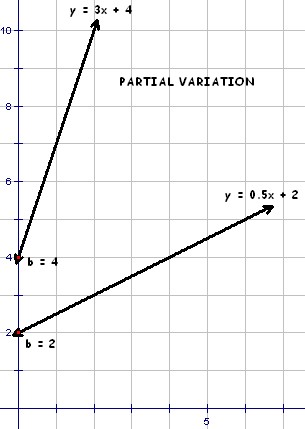 y = 3x + 4
10
PARTIAL VARIATION
8
6
y = 0.5x + 2
4
b = 4
2
b = 2
5